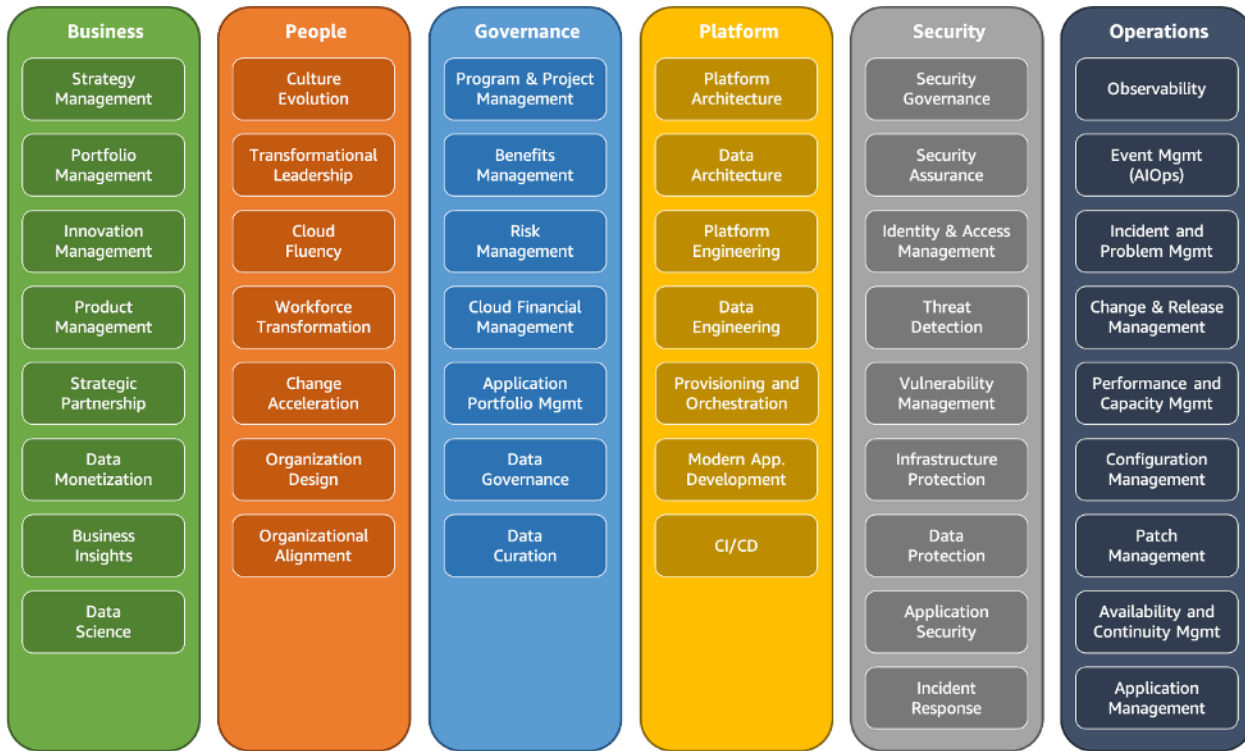 Business
Strategy
Management
Portfolio
Management
Innovation
Management
Product
Management
Strategic
Partnership
Data
Monetization
Business
Insights
Data
Science
People
Culture
Evolution
Transformational
Leadership
Cloud
Fluency
Workforce
Transformation
Change
Acceleration
Organization
Design
Organizational
Alignment
Governance
Program & Project
Management
Benefits
Management
Risk
Management
Cloud Financial
Management
Application
Portfolio Mgmt
Data
Governance
Data
Curation
Platform
Platform
Architecture
Data
Architecture
Platform
Engineering
Data
Engineering
Provisioning and
Orchestration
Modern App.
Development
CI/CD
Security
Security
Governance
Security
Assurance
Identity & Access
Management
Threat
Detection
Vulnerability
Management
Infrastructure
Protection
Data
Protection
Application
Security
Incident
Response
Operations
Observability
Event Mgmt
(AIOps)
Incident and
Problem Mgmt
Change & Release
Management
Performance and
Capacity Mgmt
Configuration
Management
Patch
Management
Availability and
Continuity Mgmt
Application
Management